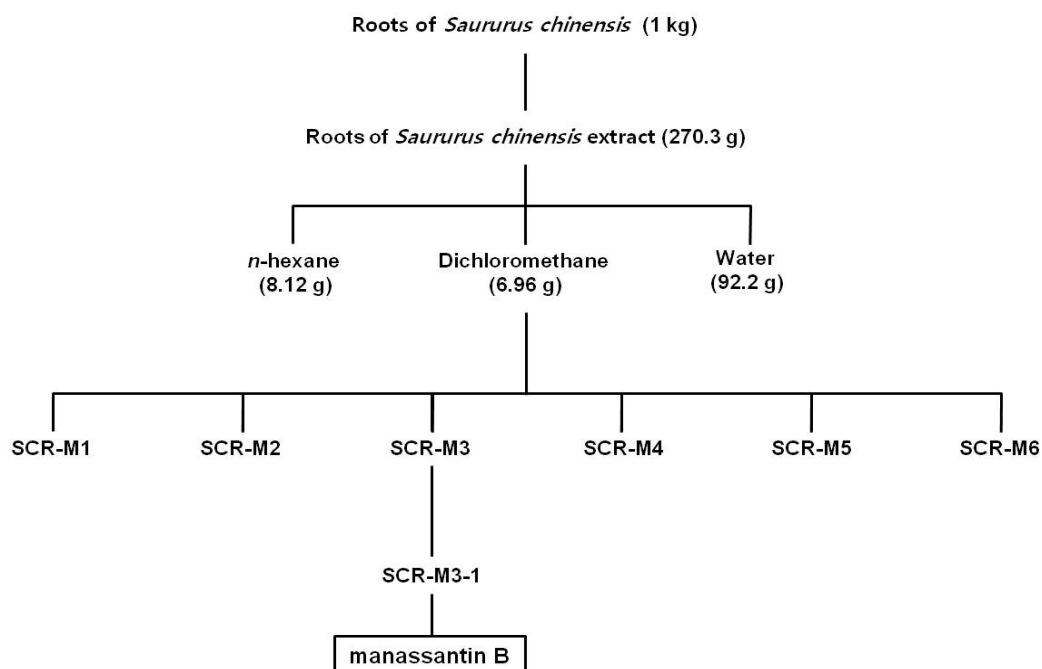 Roots of Saururus chinensis (1 kg)
Roots of Saururus chinensis extract (270.3 g)
n-hexane
(8.12 g)
Dichloromethane
(6.96 g)
Water
(92.2 g)
SCR-M1
SCR-M2
SCR-M3
SCR-M4
SCR-M5
SCR-M6
SCR-M3-1
manassantin B